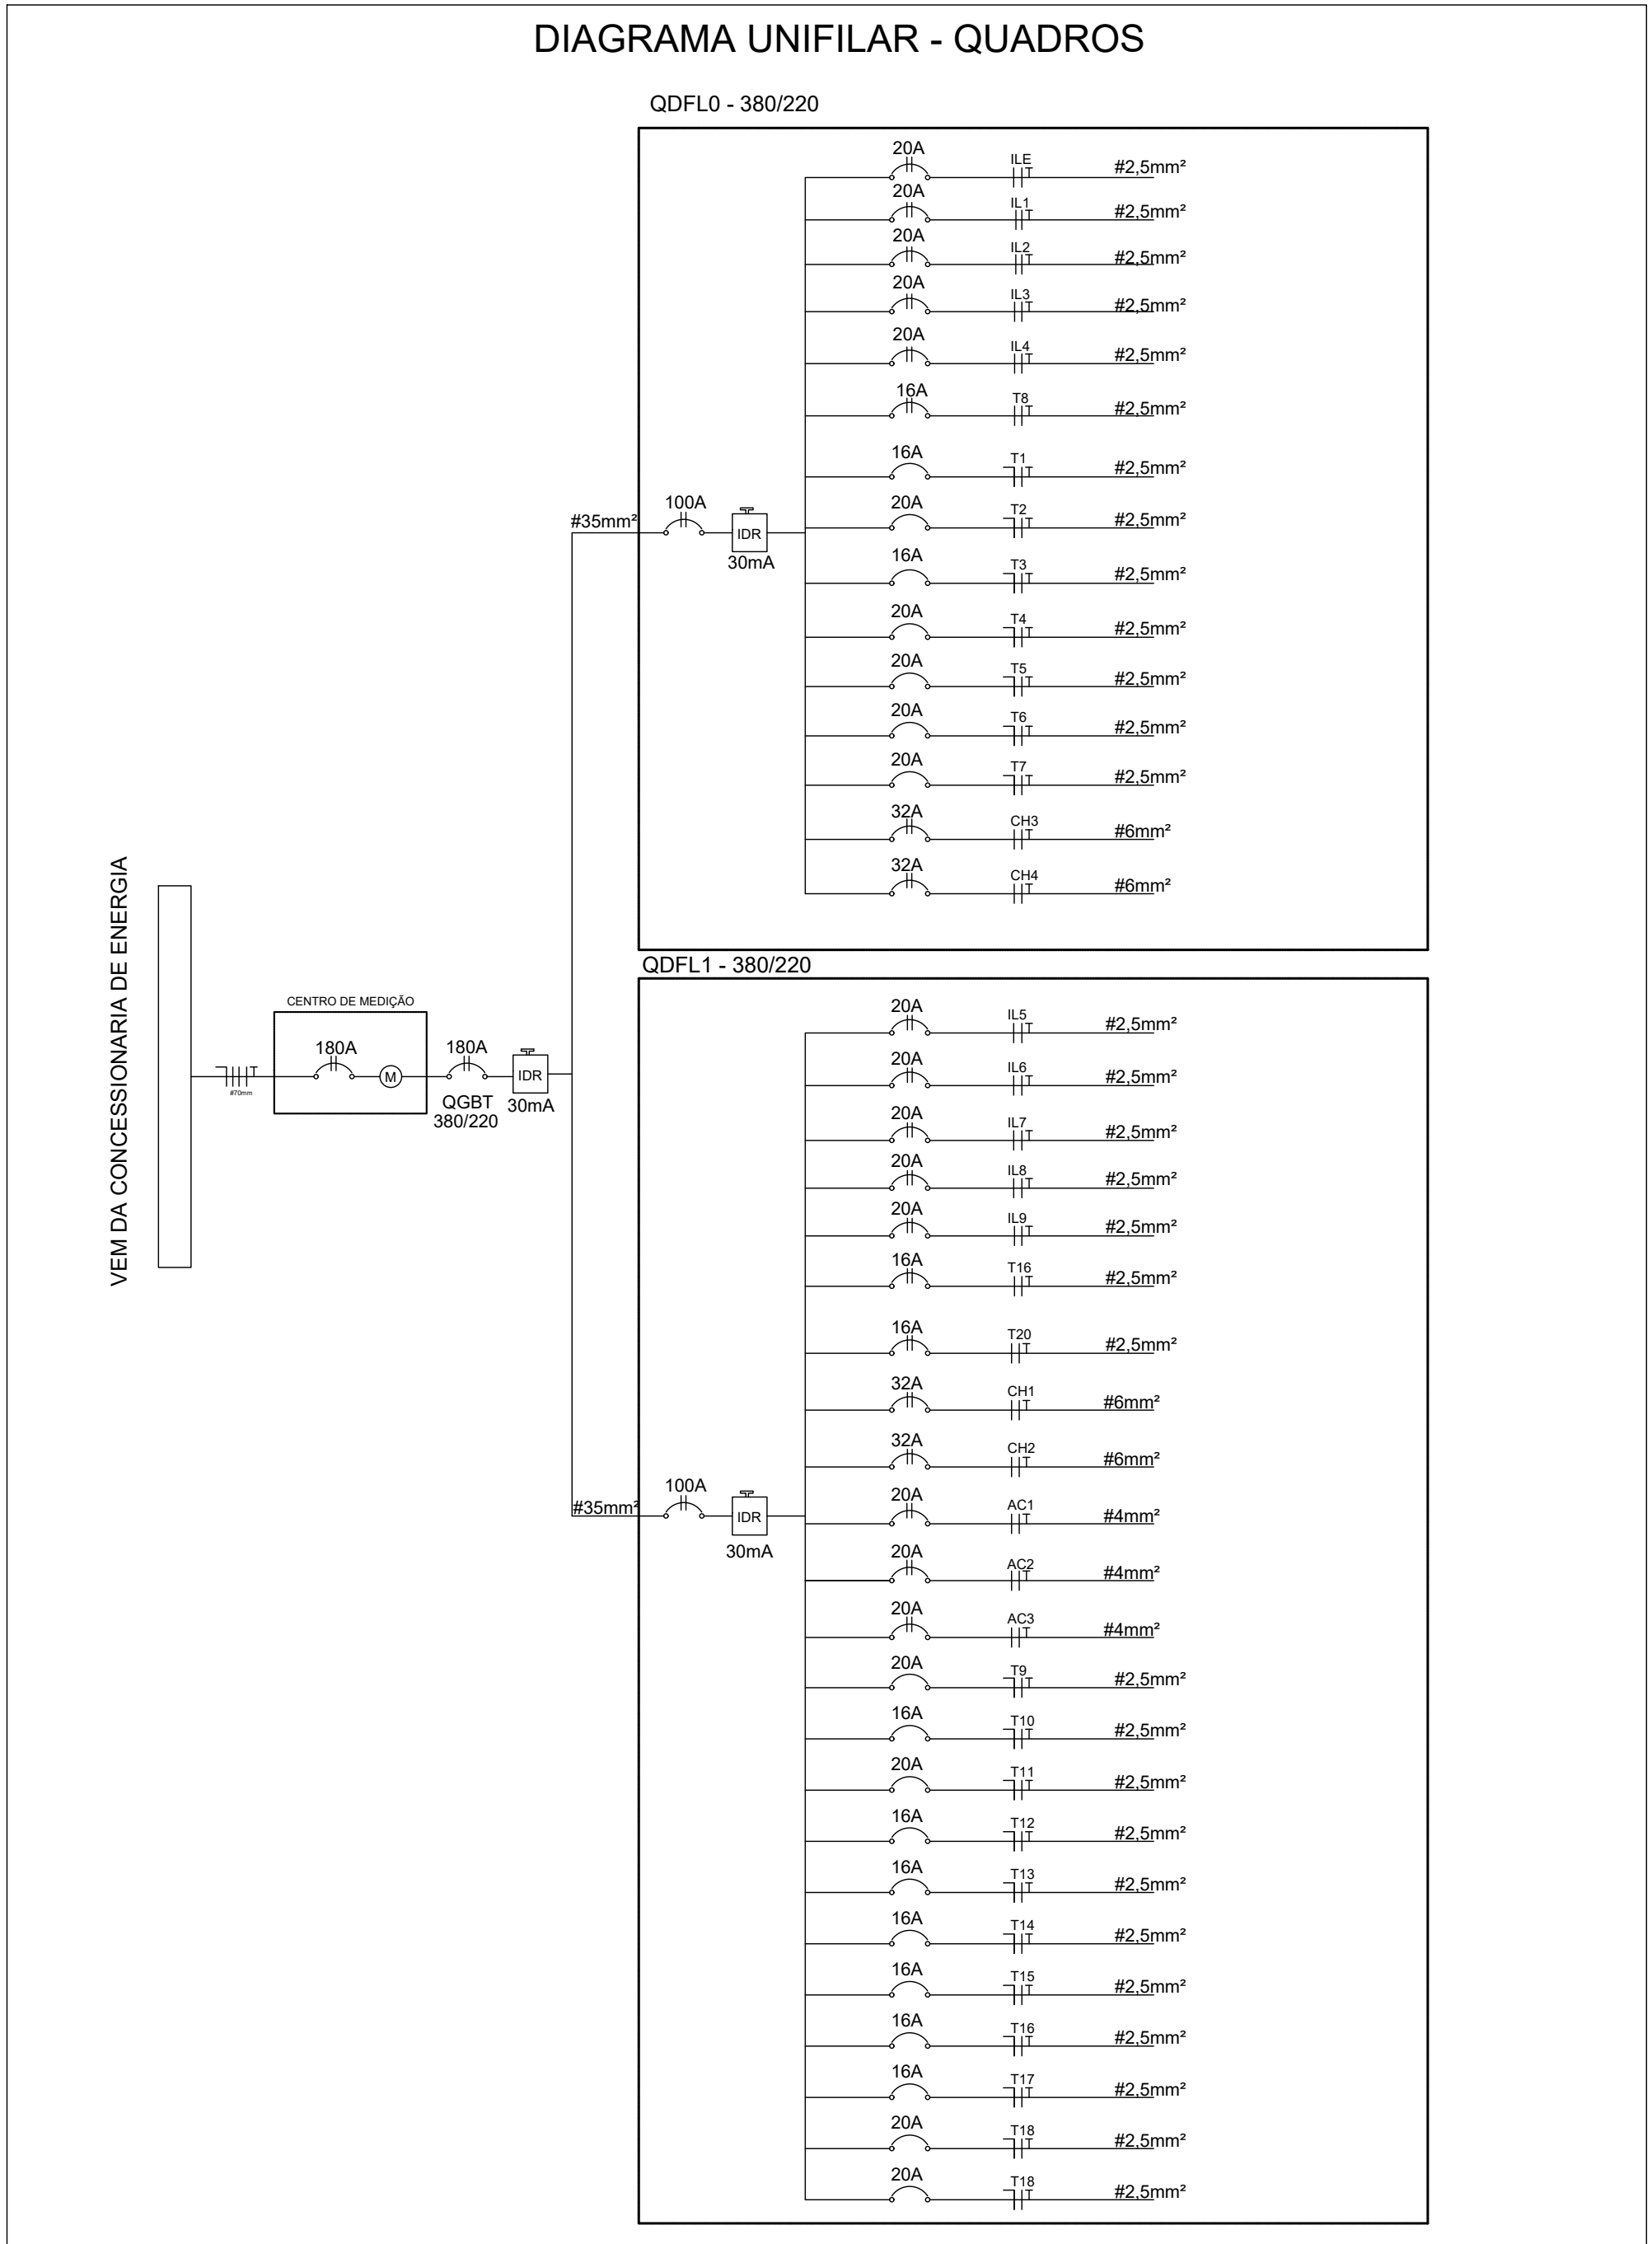 DIAGRAMA UNIFILAR - QUADROS
QDFL0 - 380/220
20A ILE #2,5mm²
20A IL1 #2,5mm²
20A IL2 #2,5mm²
20A IL3 #2,5mm²
20A IL4 #2,5mm²
16A T8 #2,5mm²
16A T1 #2,5mm²
20A T2 #2,5mm²
#35mm² 100A IDR 30mA
16A T3 #2,5mm²
20A T4 #2,5mm²
20A T5 #2,5mm²
20A T6 #2,5mm²
20A T7 #2,5mm²
32A CH3 #6mm²
32A CH4 #6mm²
VEM DA CONCESSIONARIA DE ENERGIA
#70mm
CENTRO DE MEDIÇÃO
180A M
180A
QGBT
380/220
IDR
30mA
QDFL1 - 380/220
20A IL5 #2,5mm²
20A IL6 #2,5mm²
20A IL7 #2,5mm²
20A IL8 #2,5mm²
20A IL9 #2,5mm²
16A T16 #2,5mm²
16A T20 #2,5mm²
32A CH1 #6mm²
32A CH2 #6mm²
#35mm² 100A IDR 30mA
20A AC1 #4mm²
20A AC2 #4mm²
20A AC3 #4mm²
20A T9 #2,5mm²
16A T10 #2,5mm²
20A T11 #2,5mm²
16A T12 #2,5mm²
16A T13 #2,5mm²
16A T14 #2,5mm²
16A T15 #2,5mm²
16A T16 #2,5mm²
16A T17 #2,5mm²
20A T18 #2,5mm²
20A T18 #2,5mm²